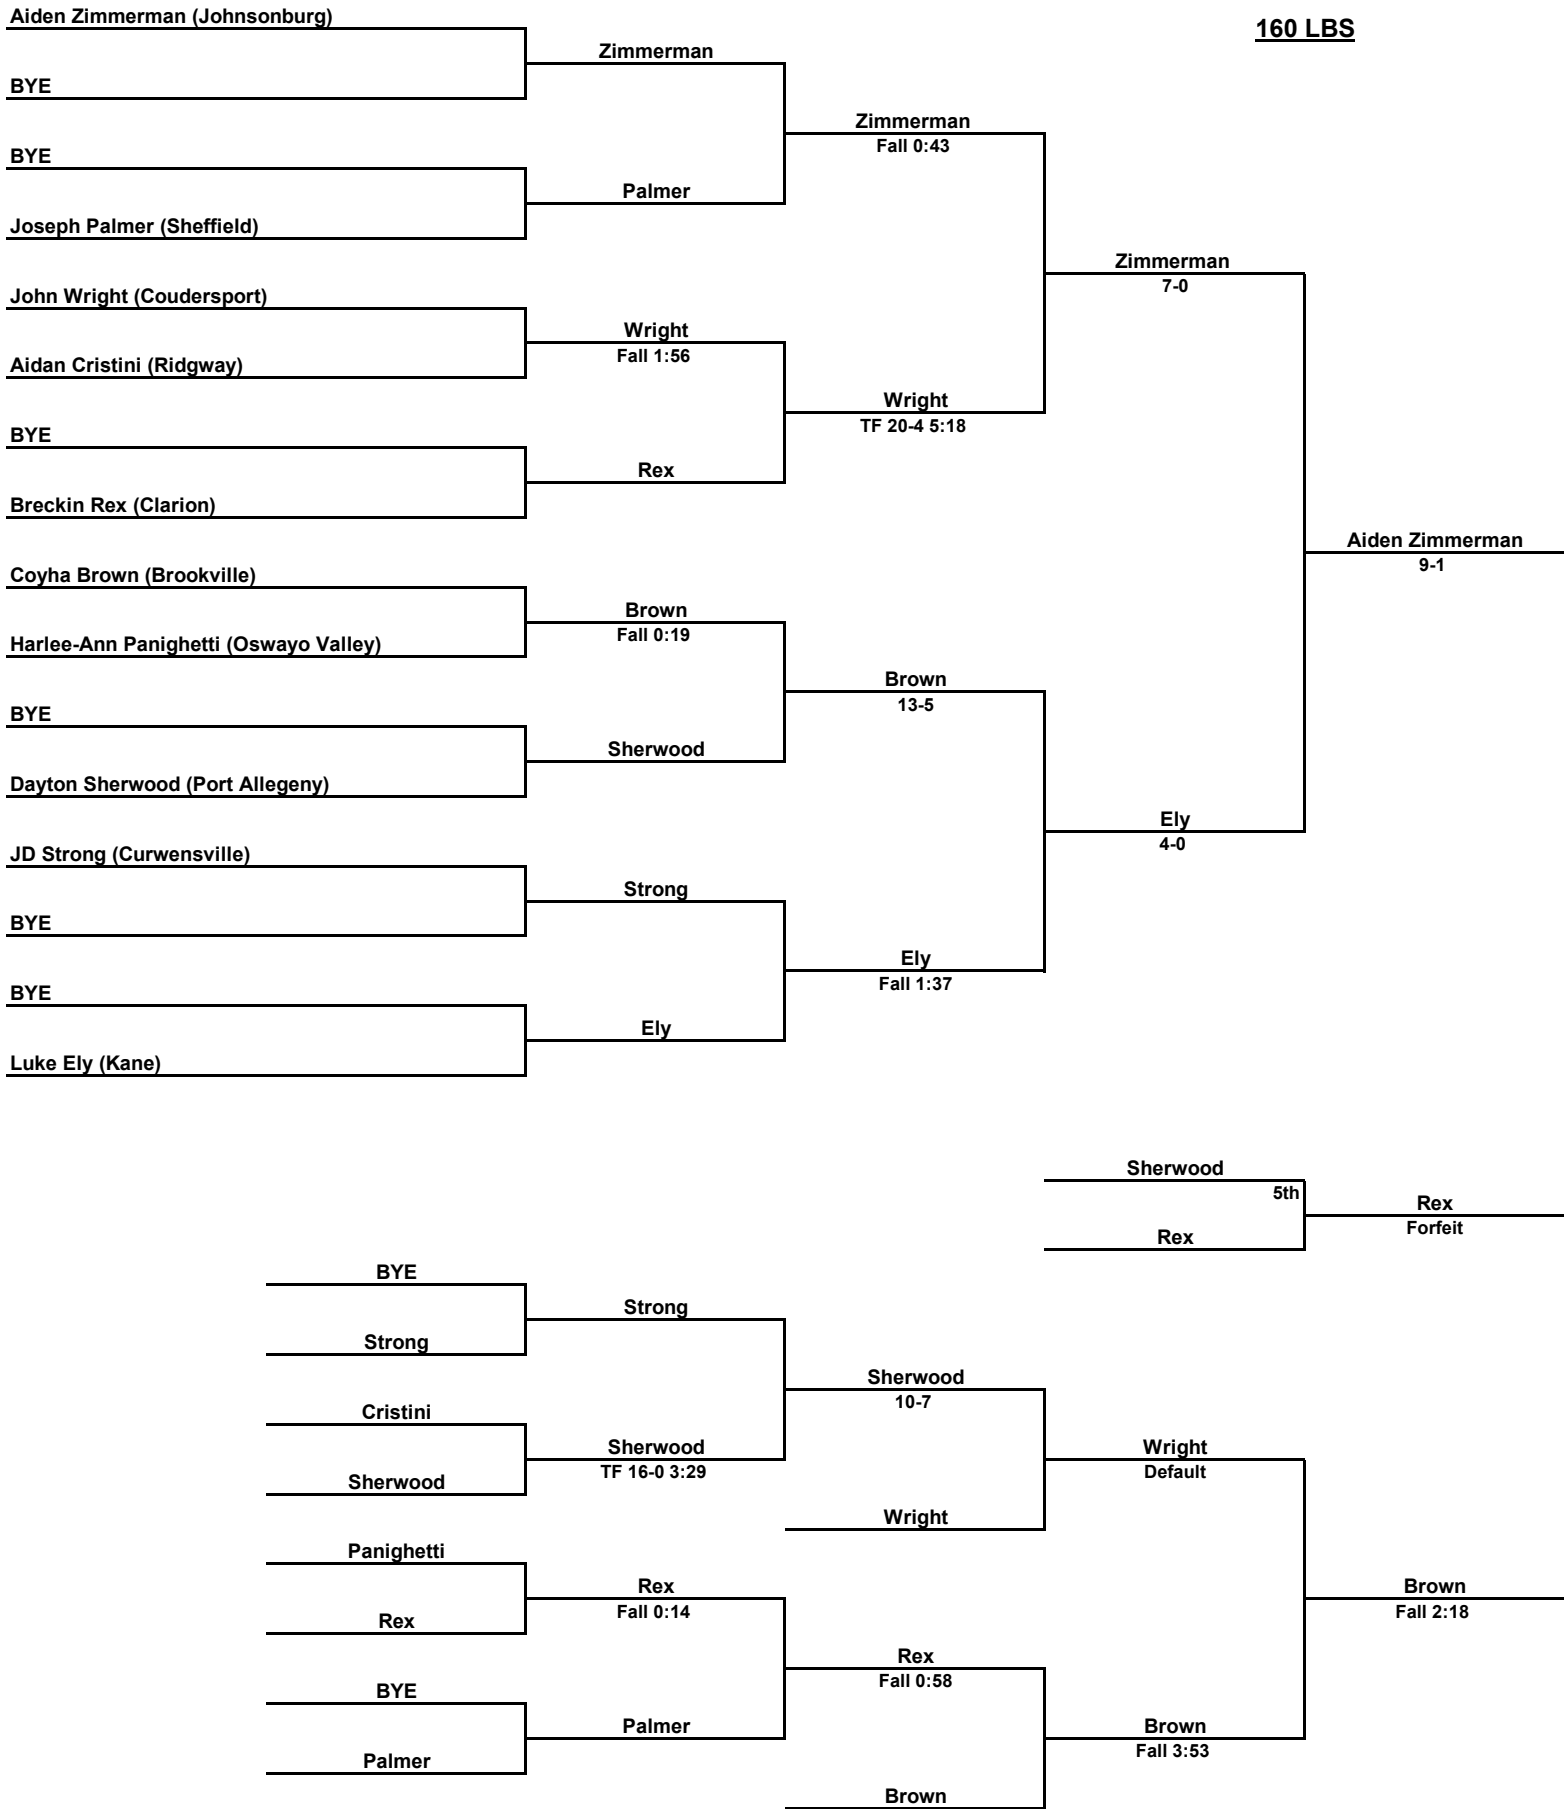 Aiden Zimmerman (Johnsonburg)
160 LBS
Zimmerman
BYE
Zimmerman
Fall 0:43
BYE
Palmer
Joseph Palmer (Sheffield)
Zimmerman
7-0
John Wright (Coudersport)
Wright
Fall 1:56
Aidan Cristini (Ridgway)
Wright
TF 20-4 5:18
BYE
Rex
Breckin Rex (Clarion)
Aiden Zimmerman
9-1
Coyha Brown (Brookville)
Brown
Fall 0:19
Harlee-Ann Panighetti (Oswayo Valley)
Brown
13-5
BYE
Sherwood
Dayton Sherwood (Port Allegeny)
Ely
4-0
JD Strong (Curwensville)
Strong
BYE
Ely
Fall 1:37
BYE
Ely
Luke Ely (Kane)
Sherwood
5th
Rex
Forfeit
Rex
BYE
Strong
Strong
Sherwood
10-7
Cristini
Sherwood
TF 16-0 3:29
Wright
Default
Sherwood
Wright
Panighetti
Rex
Fall 0:14
Brown
Fall 2:18
Rex
Rex
Fall 0:58
BYE
Palmer
Brown
Fall 3:53
Palmer
Brown